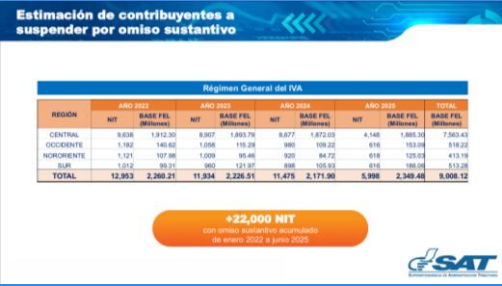 Estimación de contribuyentes a
suspender por omiso sustantivo
Régimen General del IVA
REGIÓN AÑO 2022 AÑO 2023 AÑO 2024 AÑO 2025 TOTAL
NIT BASE FEL (Millones) NIT BASE FEL (Millones) NIT BASE FEL (Millones) NIT BASE FEL (Millones) BASE FEL (Millones)
CENTRAL 9,638 1,912.30 8,907 1,893.79 8,677 1,872.03 4,148 1,885.30 7,563.43
OCCIDENTE 140.62 1,058 115.29 980 109.22 616 153.09 518.22
NORORIENTE 1,121 107.98 1,009 95.46 920 84.72 618 125.03 413.19
SUR 1,012 99.31 960 121.97 898 105.93 616 186.06 513.28
TOTAL 12,953 2,260.21 11,934 2,226.51 11,475 2,171.90 5,998 2,349.48 9,008.12
+22,000 NIT
con omiso sustantivo acumulado
de enero 2022 a junio 2025
SAT
SUPERINTENDENCIA DE ADMINISTRACIÓN TRIBUTARIA